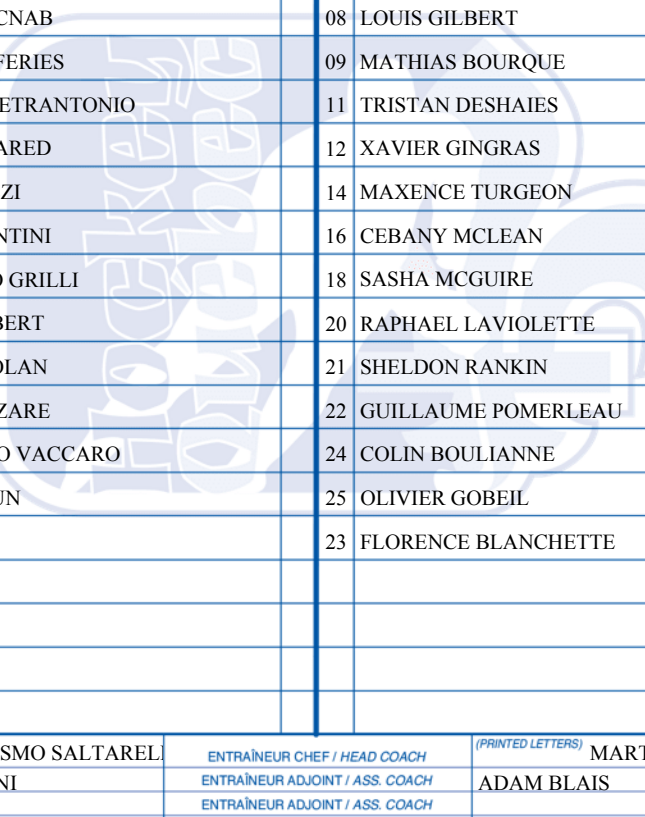 CNAB 08 LOUIS GILBERT
FERIES 09 MATHIAS BOURQUE
ETRANTONIO 11 TRISTAN DESHAIES
ARED 12 XAVIER GINGRAS
ZI 14 MAXENCE TURGEON
NTINI 16 CEBANY MCLEAN
O GRILLI 18 SASHA MCGUIRE
BERT 20 RAPHAEL LAVIOLETTE
OLAN 21 SHELDON RANKIN
ZARE 22 GUILLAUME POMERLEAU
O VACCARO 24 COLIN BOULIANNE
UN 25 OLIVIER GOBEIL
23 FLORENCE BLANCHETTE
Hockey
Québec
SMO SALTAREL ENTRAÎNEUR CHEF / HEAD COACH (PRINTED LETTERS) MART
NI ENTRAÎNEUR ADJOINT / ASS. COACH ADAM BLAIS
ENTRAÎNEUR ADJOINT / ASS. COACH